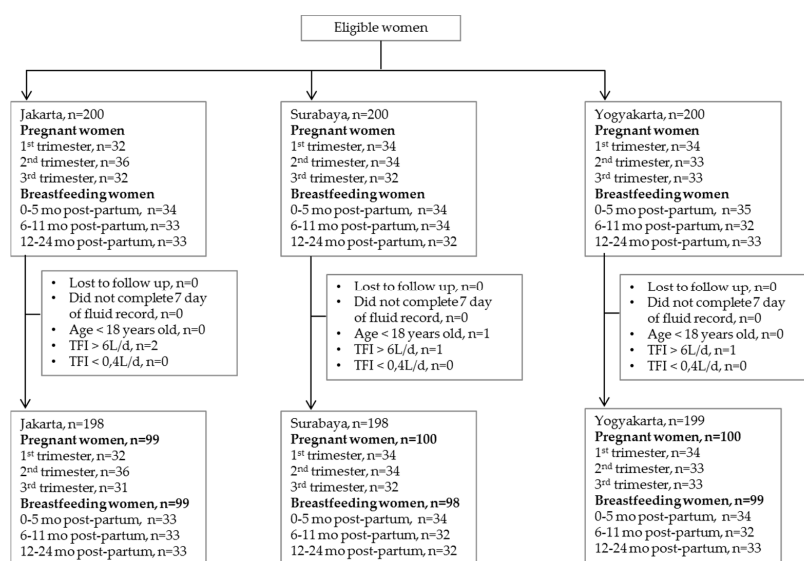 Eligible women
Jakarta, n=200
Pregnant women
1st trimester, n=32
2nd trimester, n=36
3rd trimester, n=32
Breastfeeding women
0-5 mo post-partum, n=34
6-11 mo post-partum, n=33
12-24 mo post-partum, n=33
Surabaya, n=200
Pregnant women
1st trimester, n=34
2nd trimester, n=34
3rd trimester, n=32
Breastfeeding women
0-5 mo post-partum, n=34
6-11 mo post-partum, n=34
12-24 mo post-partum, n=32
Yogyakarta, n=200
Pregnant women
1st trimester, n=34
2nd trimester, n=33
3rd trimester, n=33
Breastfeeding women
0-5 mo post-partum, n=35
6-11 mo post-partum, n=32
12-24 mo post-partum, n=33
• Lost to follow up, n=0
• Did not complete 7 day
of fluid record, n=0
• Age < 18 years old, n=0
• TFI > 6L/d, n=2
• TFI < 0,4L/d, n=0
• Lost to follow up, n=0
• Did not complete 7 day
of fluid record, n=0
• Age < 18 years old, n=1
• TFI > 6L/d, n=1
• TFI < 0,4L/d, n=0
• Lost to follow up, n=0
• Did not complete 7 day
of fluid record, n=0
• Age < 18 years old, n=0
• TFI > 6L/d, n=1
• TFI < 0,4L/d, n=0
Jakarta, n=198
Pregnant women, n=99
1st trimester, n=32
2nd trimester, n=36
3rd trimester, n=31
Breastfeeding women, n=99
0-5 mo post-partum, n=33
6-11 mo post-partum, n=33
12-24 mo post-partum, n=33
Surabaya, n=198
Pregnant women, n=100
1st trimester, n=34
2nd trimester, n=34
3rd trimester, n=32
Breastfeeding women, n=98
0-5 mo post-partum, n=34
6-11 mo post-partum, n=32
12-24 mo post-partum, n=32
Yogyakarta, n=199
Pregnant women, n=100
1st trimester, n=34
2nd trimester, n=33
3rd trimester, n=33
Breastfeeding women, n=99
0-5 mo post-partum, n=34
6-11 mo post-partum, n=32
12-24 mo post-partum, n=33